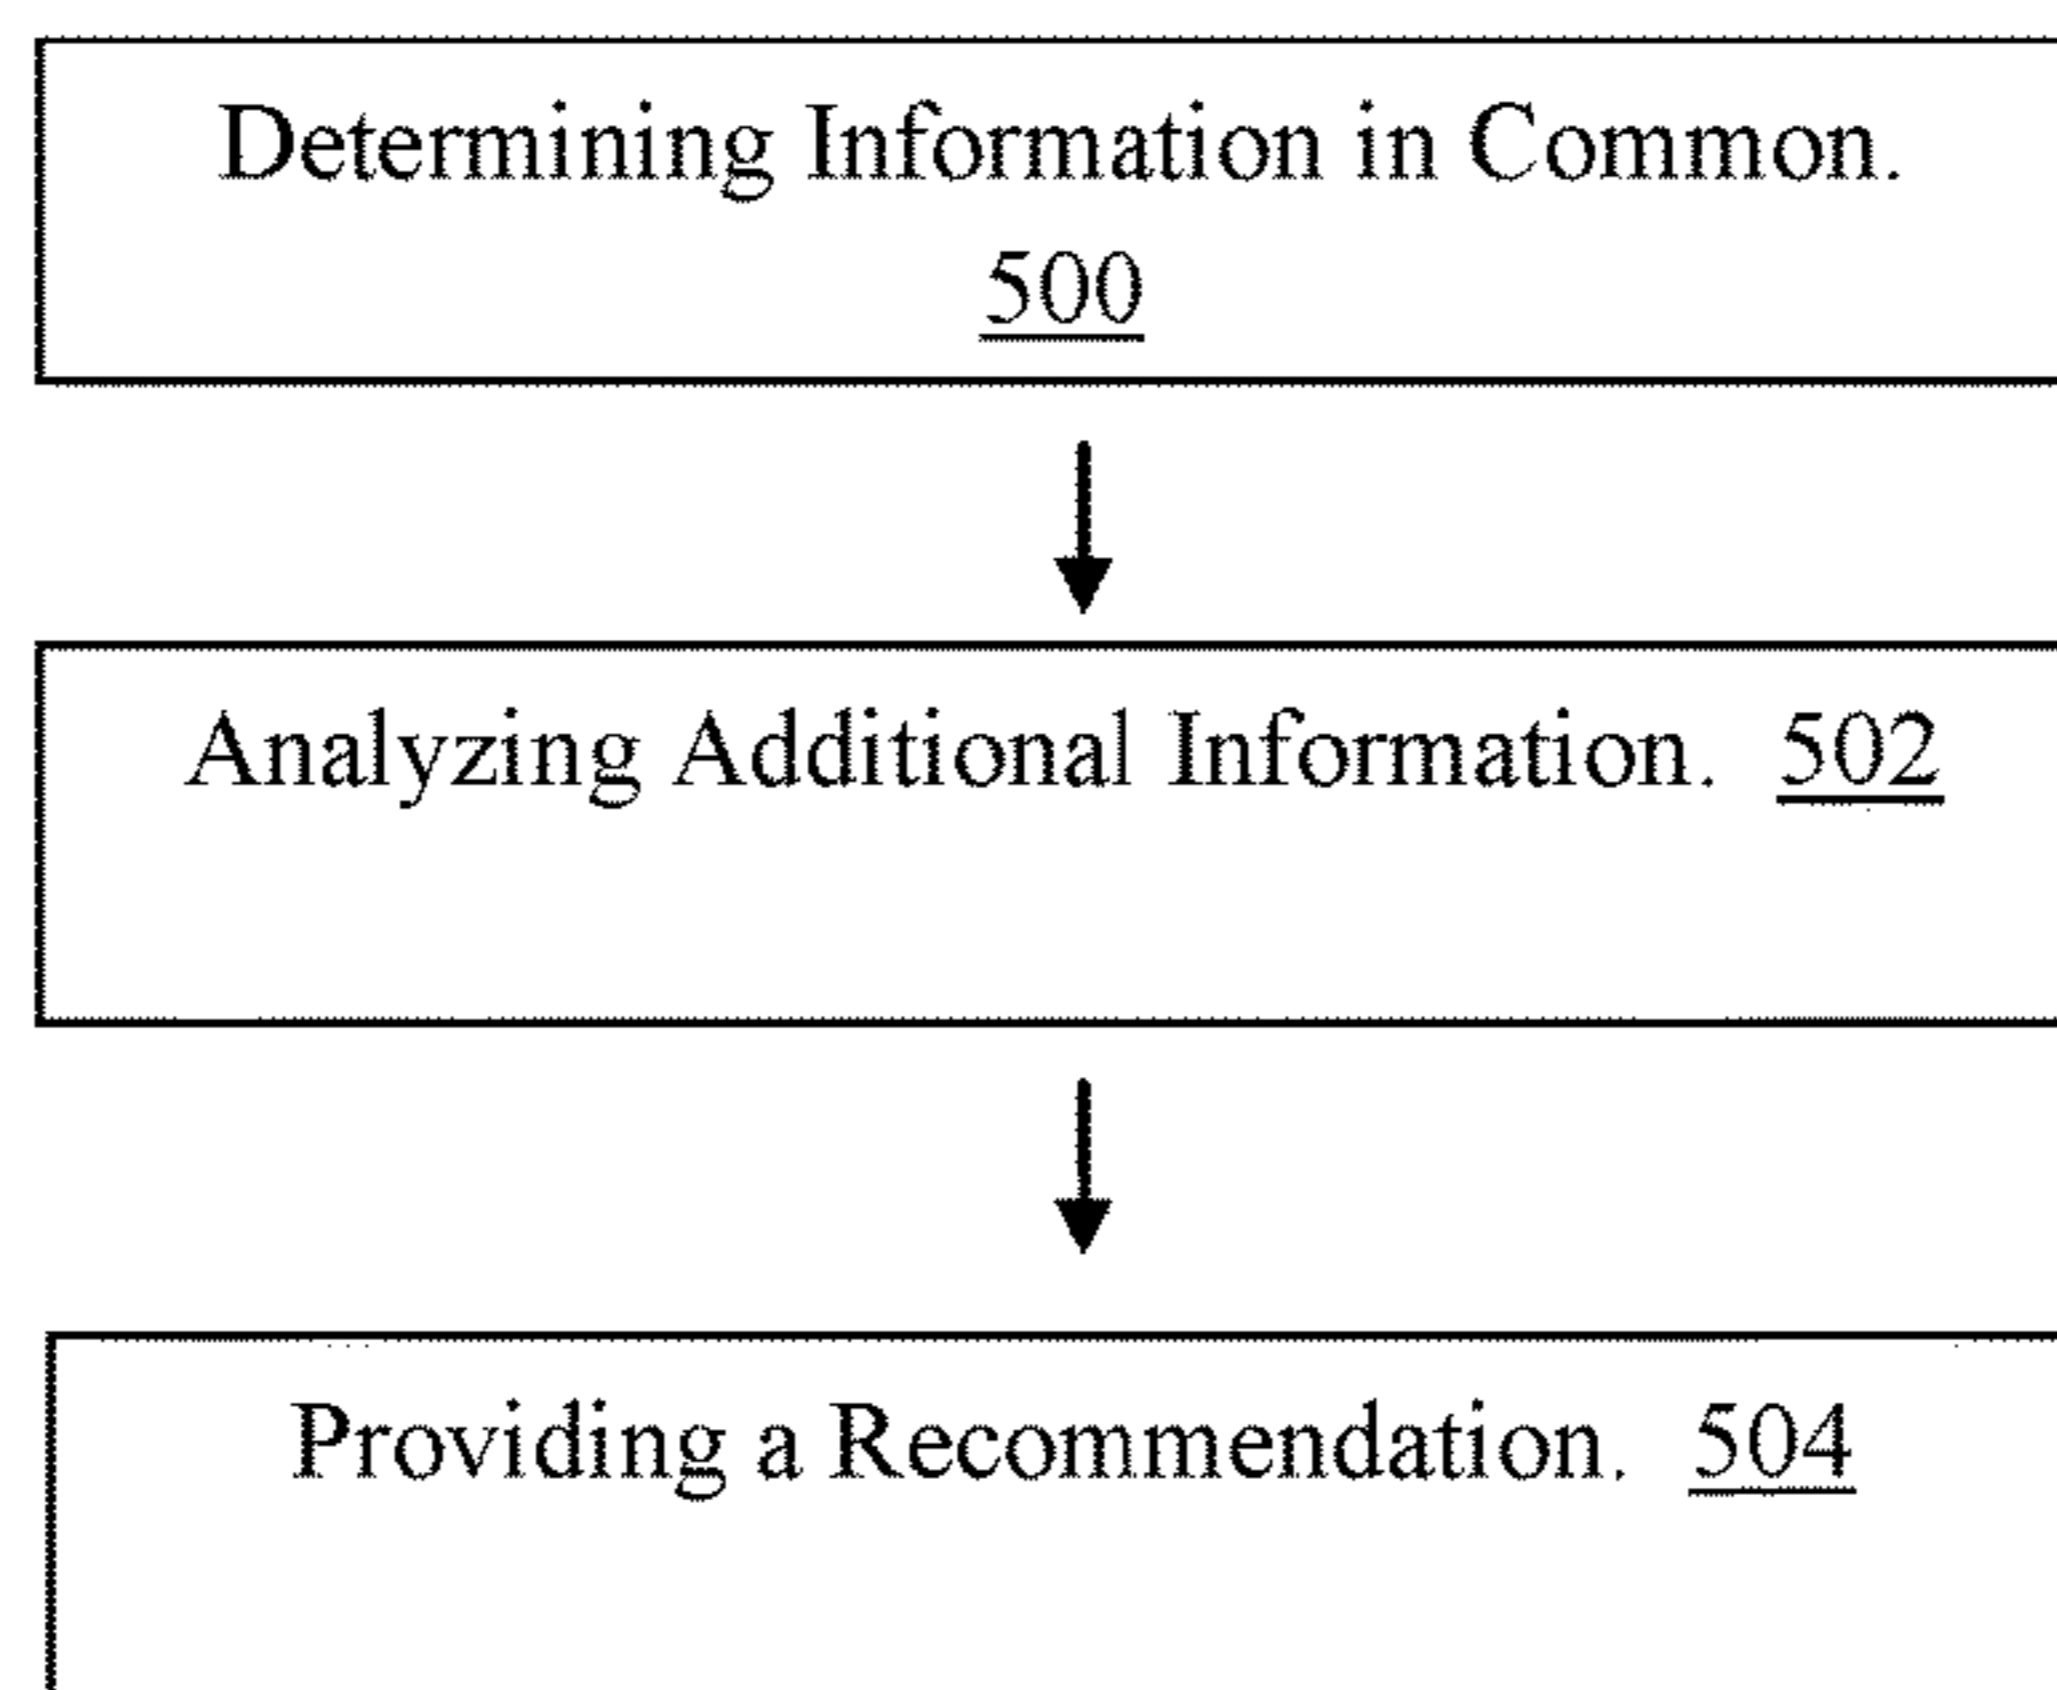 Determining Information in Common.
500
Analyzing Additional Information. 502
Providing a Recommendation. 504